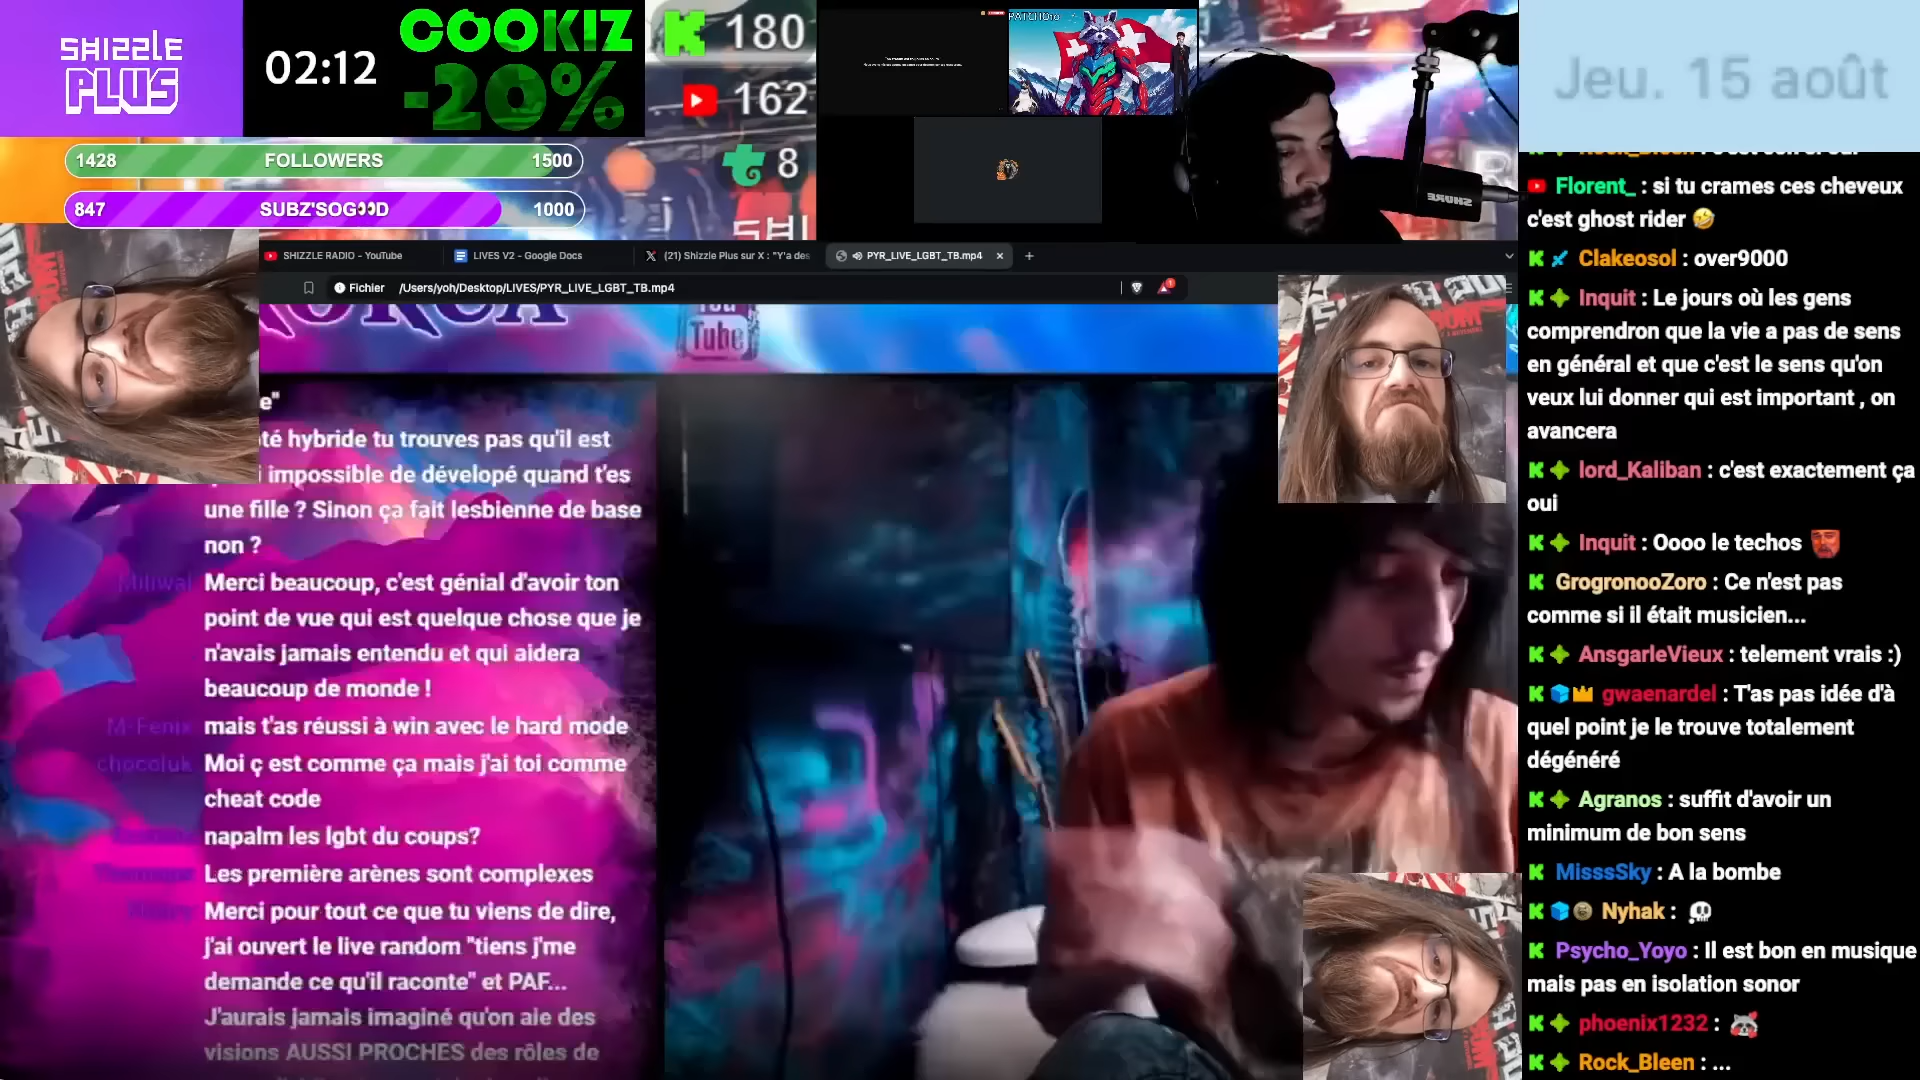 SHIZZLE
PLUS
02:12
COOKIZ
-20%
180
162
8
1428 FOLLOWERS 1500
847 SUBZ'SOG👀D 1000
PATCHD10
SHURE
Jeu. 15 août
SHIZZLE RADIO - YouTube
LIVES V2 - Google Docs
(21) Shizzle Plus sur X : "Y'a des
PYR_LIVE_LGBT_TB.mp4
Fichier /Users/yoh/Desktop/LIVES/PYR_LIVE_LGBT_TB.mp4
You
Tube
e"
té hybride tu trouves pas qu'il est
i impossible de dévelopé quand t'es
une fille ? Sinon ça fait lesbienne de base
non ?
Miliwal Merci beaucoup, c'est génial d'avoir ton
point de vue qui est quelque chose que je
n'avais jamais entendu et qui aidera
beaucoup de monde !
M-Fenix mais t'as réussi à win avec le hard mode
chocoluk Moi ç est comme ça mais j'ai toi comme
cheat code
napalm les lgbt du coups?
Les première arènes sont complexes
Merci pour tout ce que tu viens de dire,
j'ai ouvert le live random "tiens j'me
demande ce qu'il raconte" et PAF...
J'aurais jamais imaginé qu'on aie des
visions AUSSI PROCHES des rôles de
Florent_ : si tu crames ces cheveux
c'est ghost rider 🤣
Clakeosol : over9000
Inquit : Le jours où les gens
comprendron que la vie a pas de sens
en général et que c'est le sens qu'on
veux lui donner qui est important , on
avancera
lord_Kaliban : c'est exactement ça
oui
Inquit : Oooo le techos
GrogronooZoro : Ce n'est pas
comme si il était musicien...
AnsgarleVieux : telement vrais :)
gwaenardel : T'as pas idée d'à
quel point je le trouve totalement
dégénéré
Agranos : suffit d'avoir un
minimum de bon sens
MisssSky : A la bombe
Nyhak :
Psycho_Yoyo : Il est bon en musique
mais pas en isolation sonor
phoenix1232 :
Rock_Bleen : ...